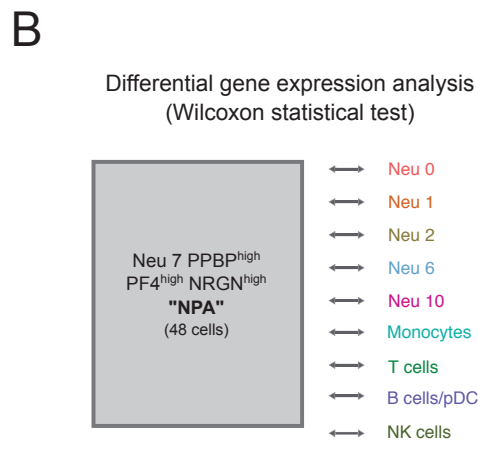 B
Differential gene expression analysis
(Wilcoxon statistical test)
Neu 7 PPBPhigh
PF4high NRGNhigh
"NPA"
(48 cells)
Neu 0
Neu 1
Neu 2
Neu 6
Neu 10
Monocytes
T cells
B cells/pDC
NK cells